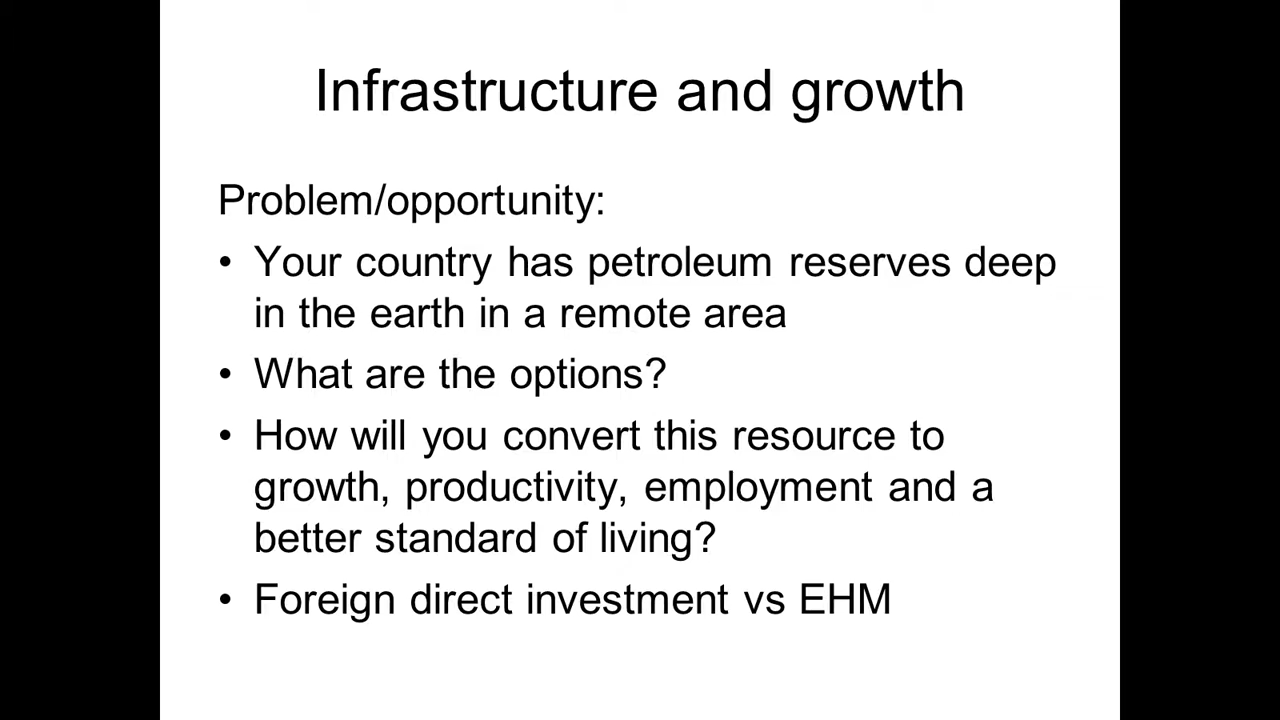 Infrastructure and growth
Problem/opportunity:
• Your country has petroleum reserves deep
in the earth in a remote area
• What are the options?
• How will you convert this resource to
growth, productivity, employment and a
better standard of living?
• Foreign direct investment vs EHM